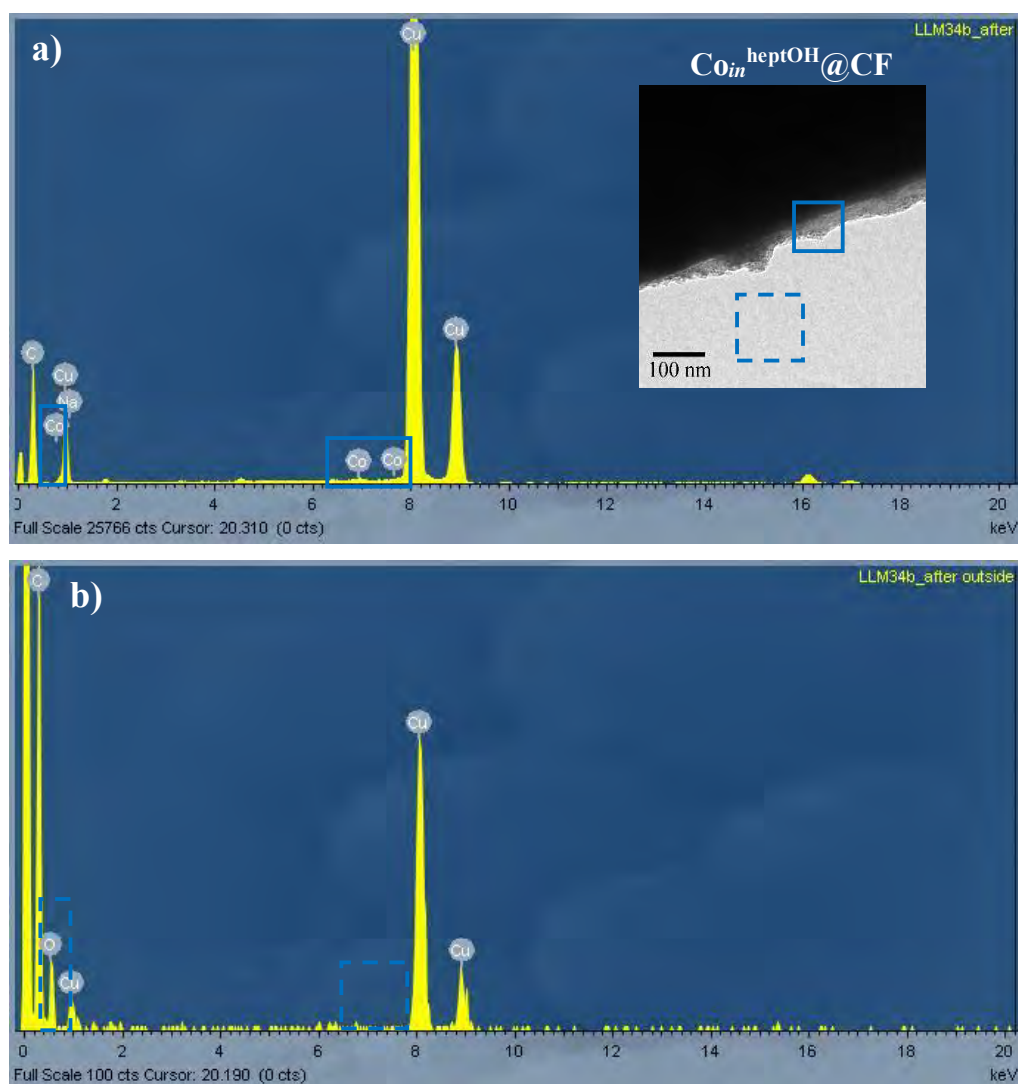 a)
LLM34b_after
Co_in^heptOH@CF
100 nm
Cu
Cu
C
Cu
Na
Co
Co
Co
0 2 4 6 8 10 12 14 16 18 20
Full Scale 25766 cts Cursor: 20.310 (0 cts)
keV
b)
LLM34b_after outside
C
Cu
O
Cu
Cu
0 2 4 6 8 10 12 14 16 18 20
Full Scale 100 cts Cursor: 20.190 (0 cts)
keV